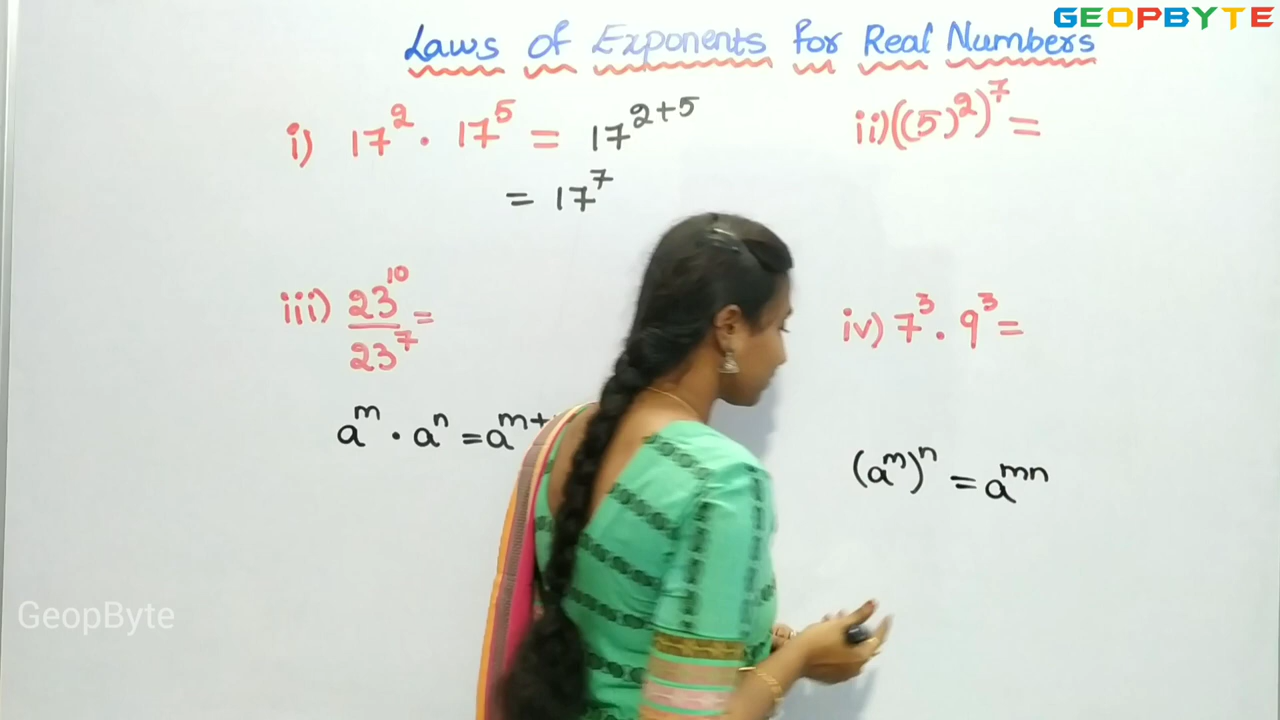 GEOPBYTE
Laws of Exponents for Real Numbers
i) 17² · 17⁵ = 17²⁺⁵
= 17⁷
ii) ((5)²)⁷ =
iii) 23¹⁰/23⁷ =
iv) 7³ · 9³ =
aᵐ · aⁿ = aᵐ⁺
(aᵐ)ⁿ = aᵐⁿ
GeopByte